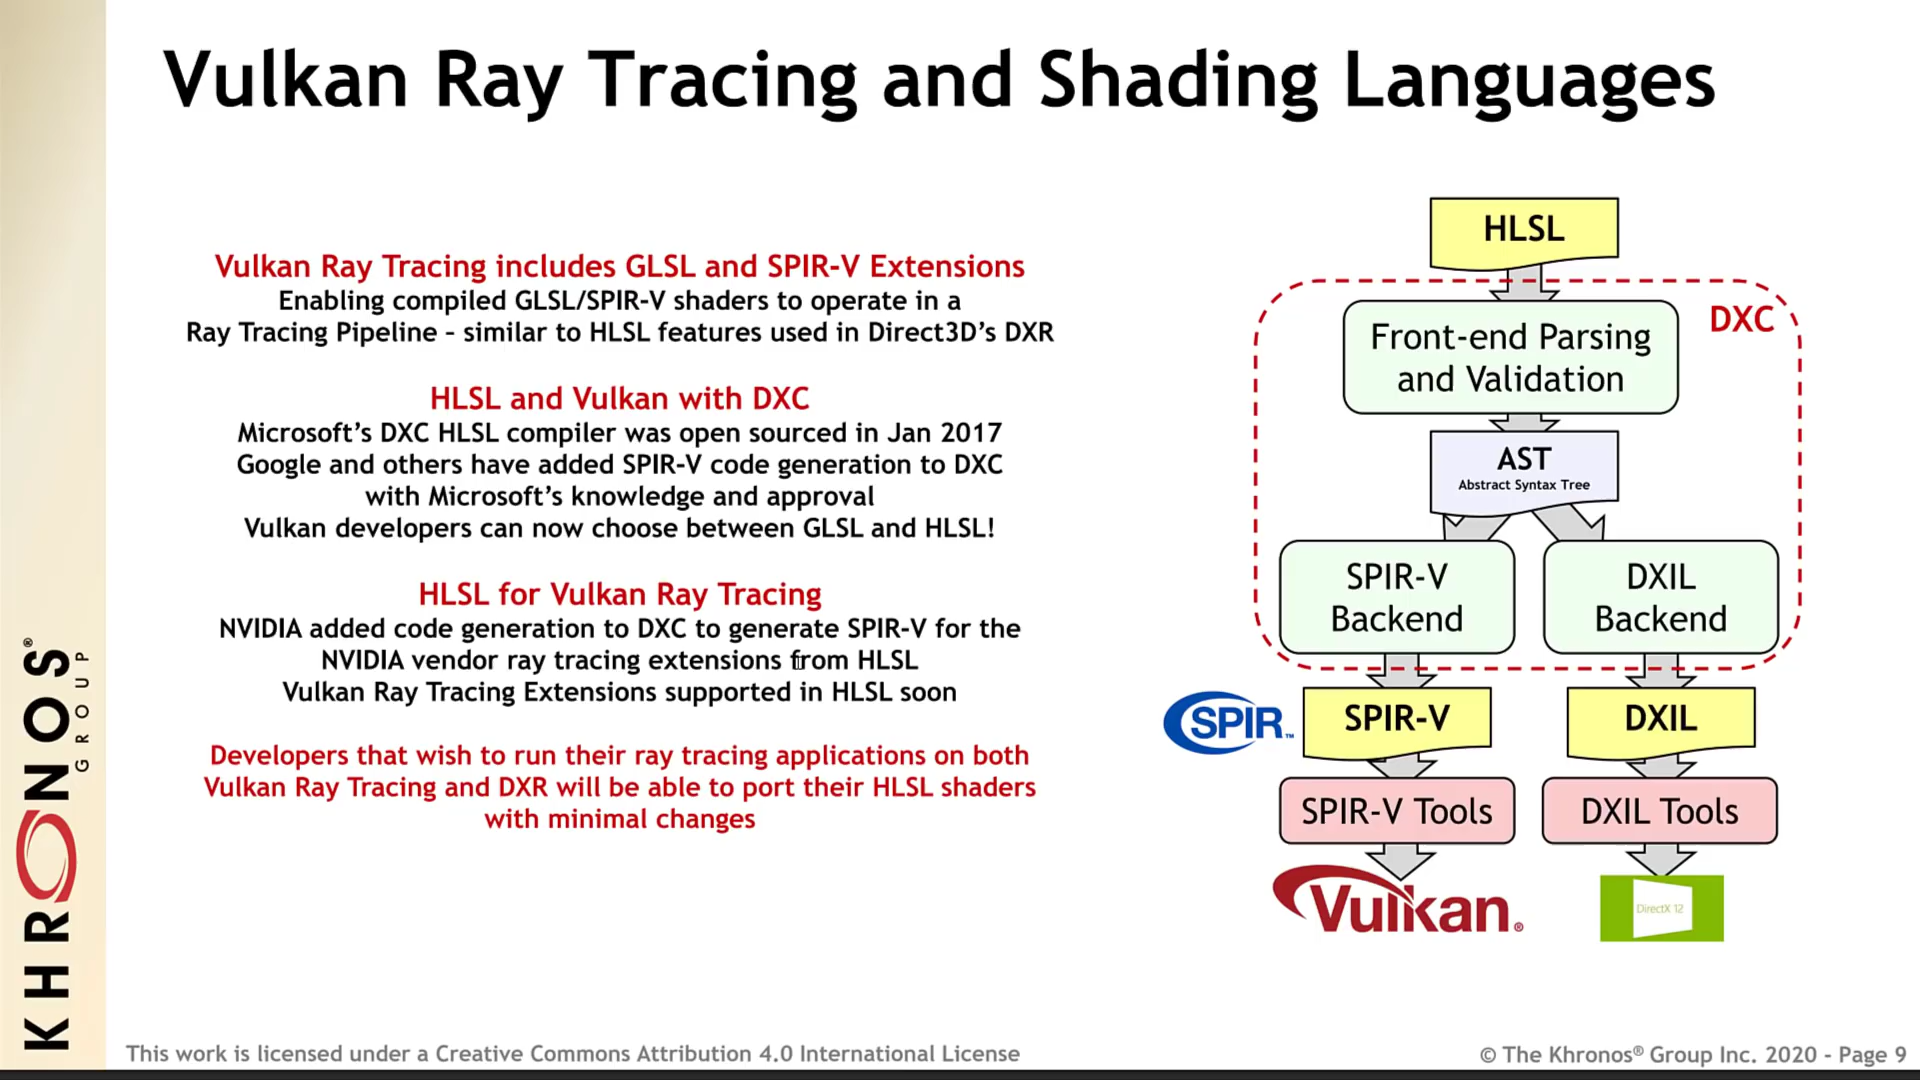 Vulkan Ray Tracing and Shading Languages
Vulkan Ray Tracing includes GLSL and SPIR-V Extensions
Enabling compiled GLSL/SPIR-V shaders to operate in a
Ray Tracing Pipeline – similar to HLSL features used in Direct3D's DXR
HLSL and Vulkan with DXC
Microsoft's DXC HLSL compiler was open sourced in Jan 2017
Google and others have added SPIR-V code generation to DXC
with Microsoft's knowledge and approval
Vulkan developers can now choose between GLSL and HLSL!
HLSL for Vulkan Ray Tracing
NVIDIA added code generation to DXC to generate SPIR-V for the
NVIDIA vendor ray tracing extensions from HLSL
Vulkan Ray Tracing Extensions supported in HLSL soon
Developers that wish to run their ray tracing applications on both
Vulkan Ray Tracing and DXR will be able to port their HLSL shaders
with minimal changes
HLSL
DXC
Front-end Parsing
and Validation
AST
Abstract Syntax Tree
SPIR-V
Backend
DXIL
Backend
SPIR™
SPIR-V
DXIL
SPIR-V Tools
DXIL Tools
Vulkan®
DirectX 12
KHRONOS®
GROUP
This work is licensed under a Creative Commons Attribution 4.0 International License
© The Khronos® Group Inc. 2020 - Page 9